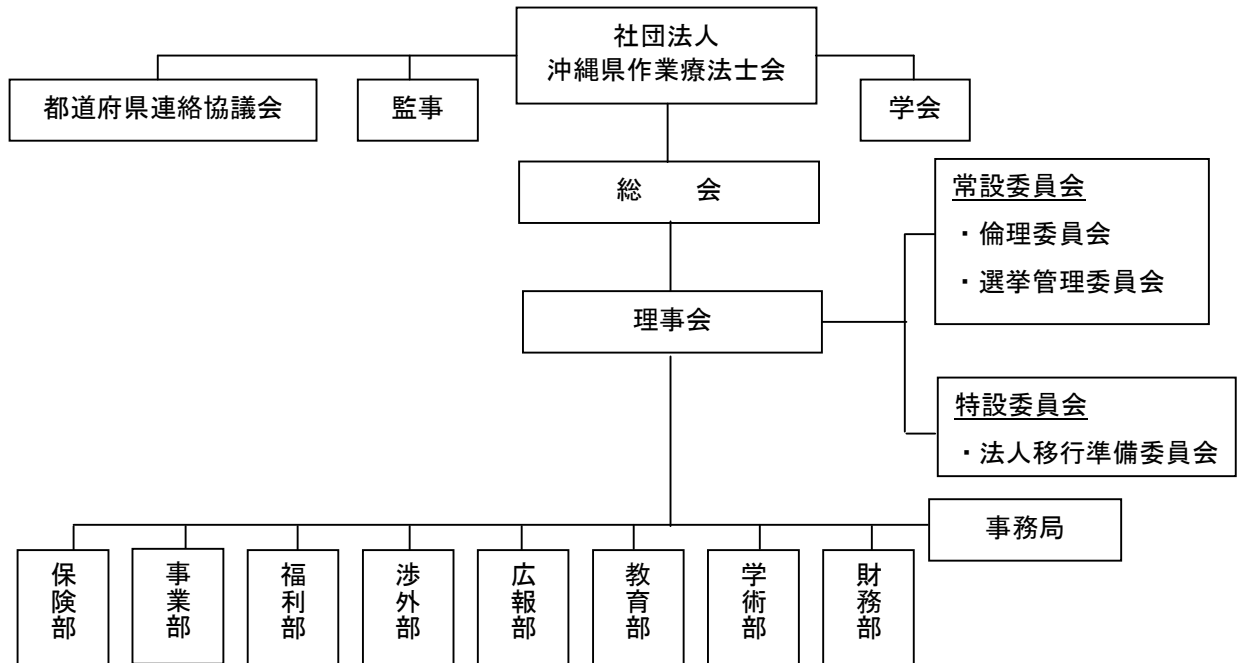 社団法人
沖縄県作業療法士会
都道府県連絡協議会
監事
学会
総　　会
常設委員会
・倫理委員会
・選挙管理委員会
理事会
特設委員会
・法人移行準備委員会
事務局
保険部
事業部
福利部
渉外部
広報部
教育部
学術部
財務部